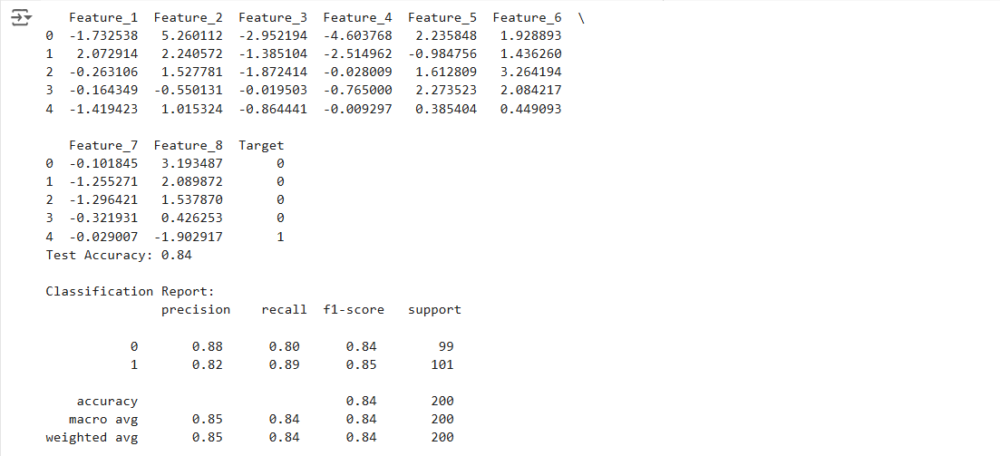 Feature_1  Feature_2  Feature_3  Feature_4  Feature_5  Feature_6  \
0  -1.732538   5.260112  -2.952194  -4.603768   2.235848   1.928893
1   2.072914   2.240572  -1.385104  -2.514962  -0.984756   1.436260
2  -0.263106   1.527781  -1.872414  -0.028009   1.612809   3.264194
3  -0.164349  -0.550131  -0.019503  -0.765000   2.273523   2.084217
4  -1.419423   1.015324  -0.864441  -0.009297   0.385404   0.449093

   Feature_7  Feature_8  Target
0  -0.101845   3.193487       0
1  -1.255271   2.089872       0
2  -1.296421   1.537870       0
3  -0.321931   0.426253       0
4  -0.029007  -1.902917       1
Test Accuracy: 0.84

Classification Report:
               precision    recall  f1-score   support

           0       0.88      0.80      0.84        99
           1       0.82      0.89      0.85       101

    accuracy                           0.84       200
   macro avg       0.85      0.84      0.84       200
weighted avg       0.85      0.84      0.84       200